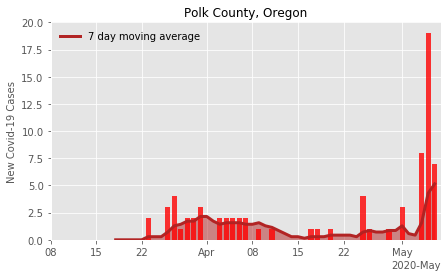 Polk County, Oregon
7 day moving average
New Covid-19 Cases
20.0
17.5
15.0
12.5
10.0
7.5
5.0
2.5
0.0
08 15 22 Apr 08 15 22 May
2020-May